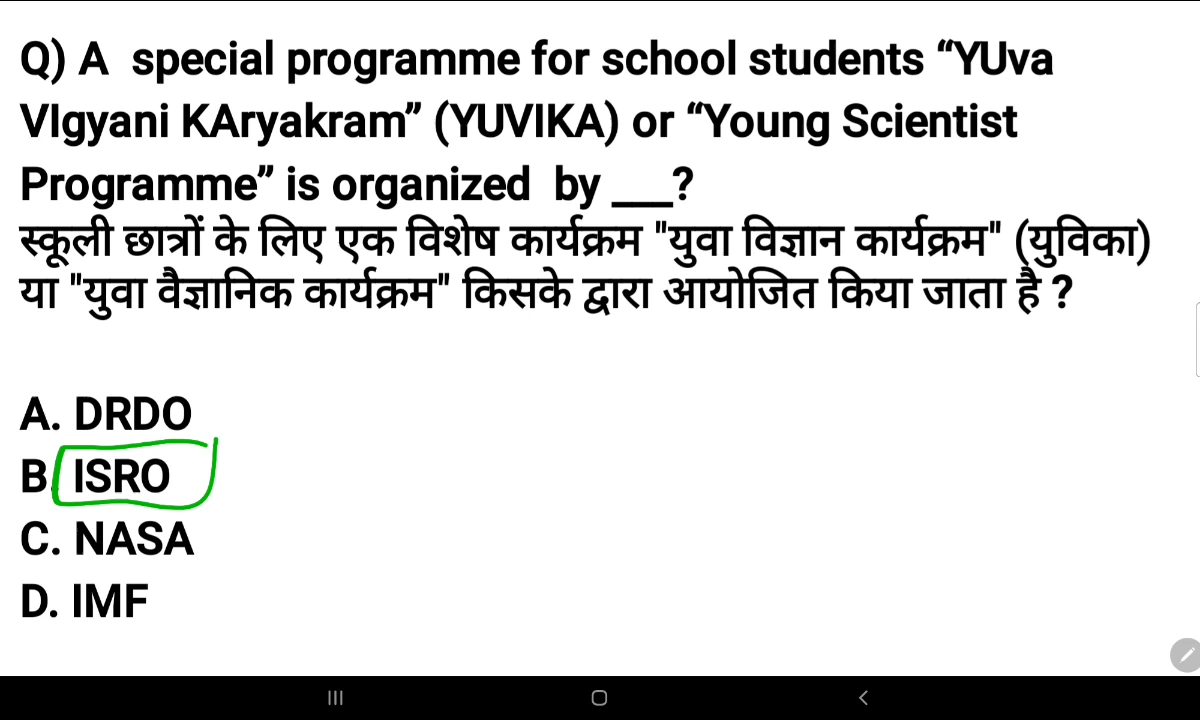 Q) A special programme for school students “YUva
VIgyani KAryakram” (YUVIKA) or “Young Scientist
Programme” is organized by ___?
स्कूली छात्रों के लिए एक विशेष कार्यक्रम "युवा विज्ञान कार्यक्रम" (युविका)
या "युवा वैज्ञानिक कार्यक्रम" किसके द्वारा आयोजित किया जाता है ?
A. DRDO
B. ISRO
C. NASA
D. IMF